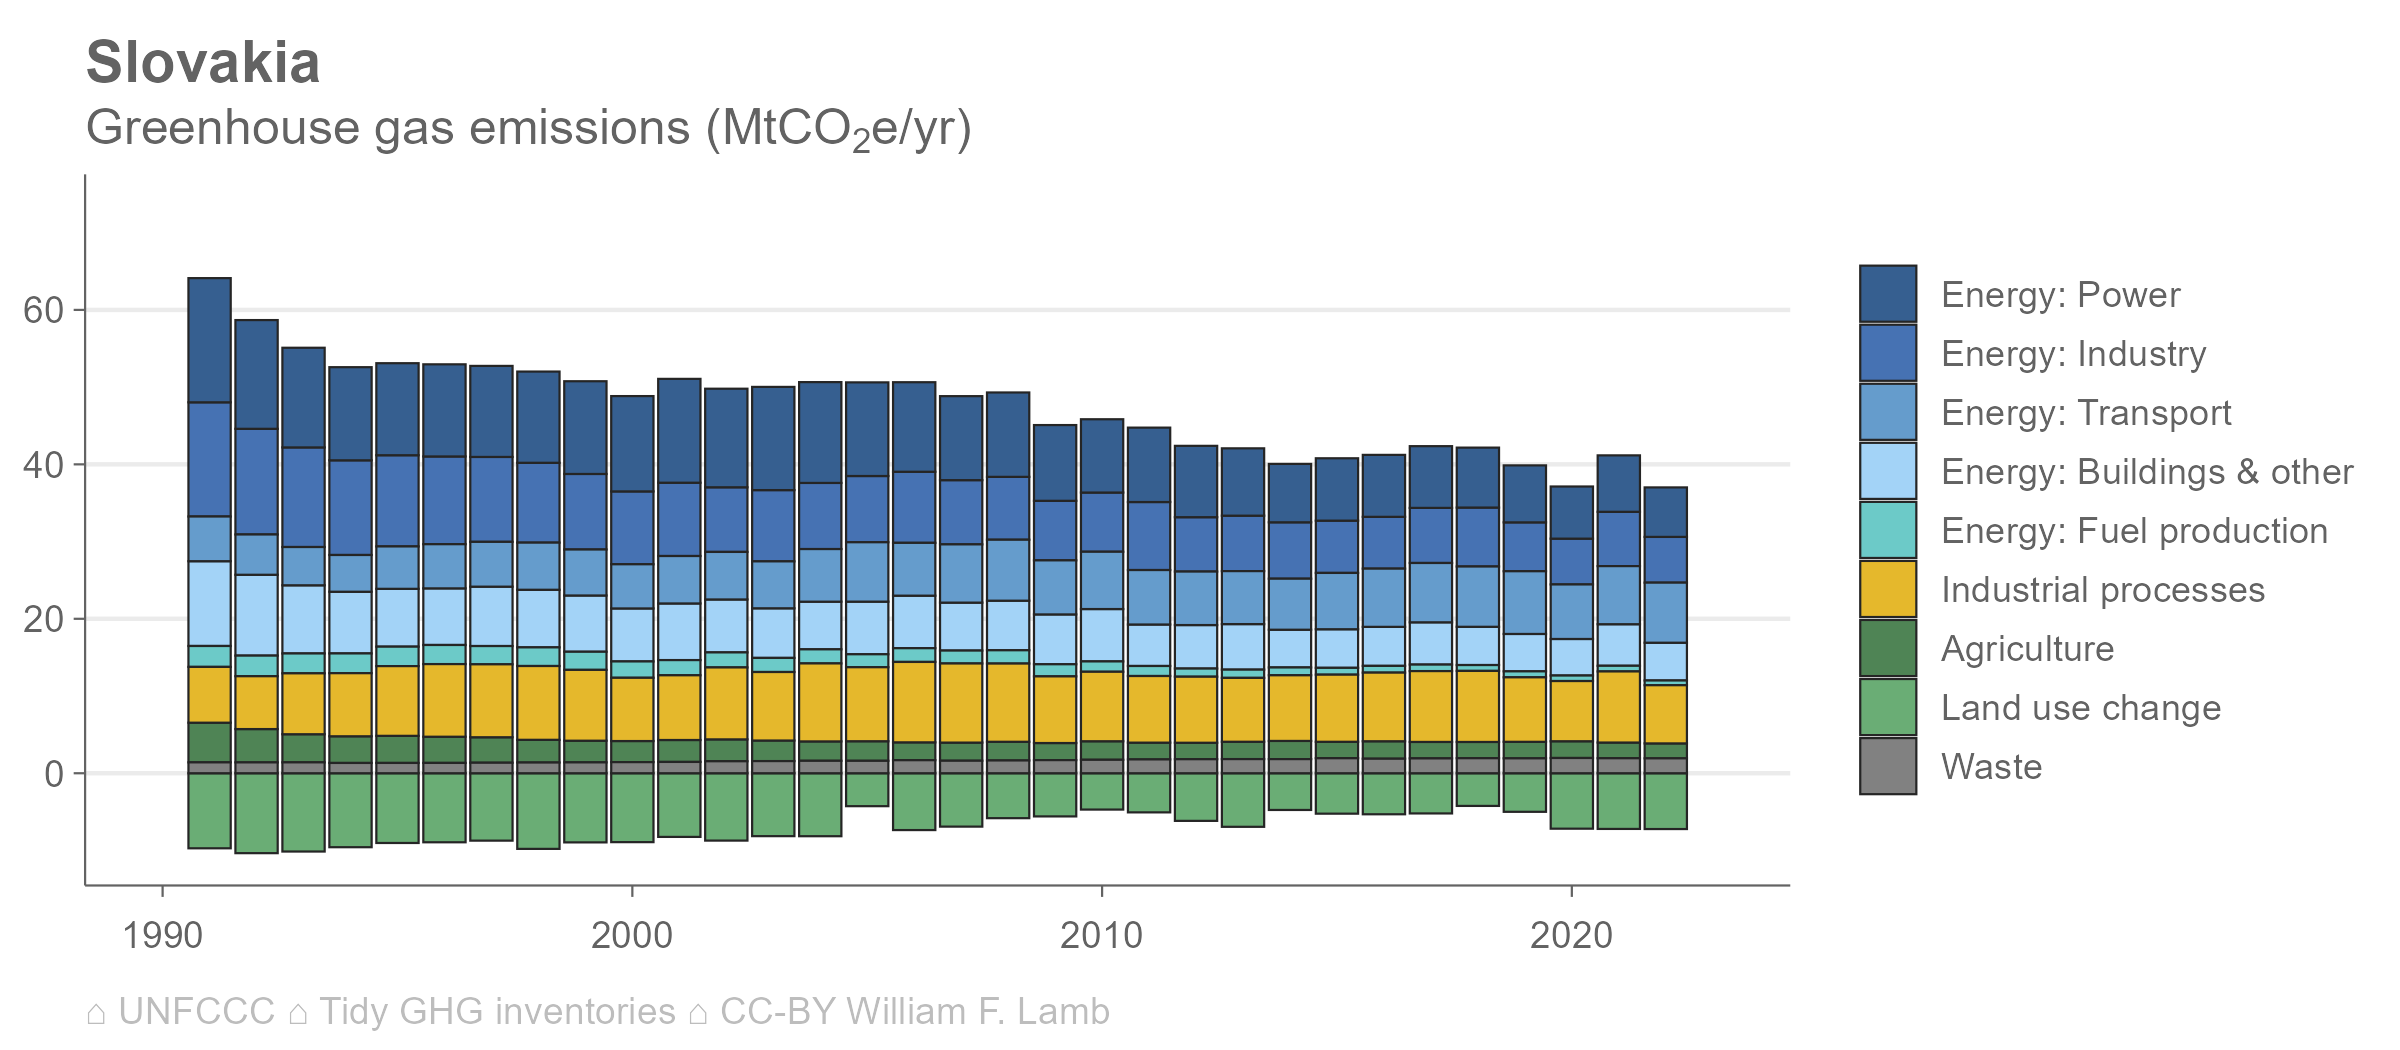 Slovakia
Greenhouse gas emissions (MtCO₂e/yr)
60
40
20
0
1990 2000 2010 2020
Energy: Power
Energy: Industry
Energy: Transport
Energy: Buildings & other
Energy: Fuel production
Industrial processes
Agriculture
Land use change
Waste
⌂ UNFCCC ⌂ Tidy GHG inventories ⌂ CC-BY William F. Lamb